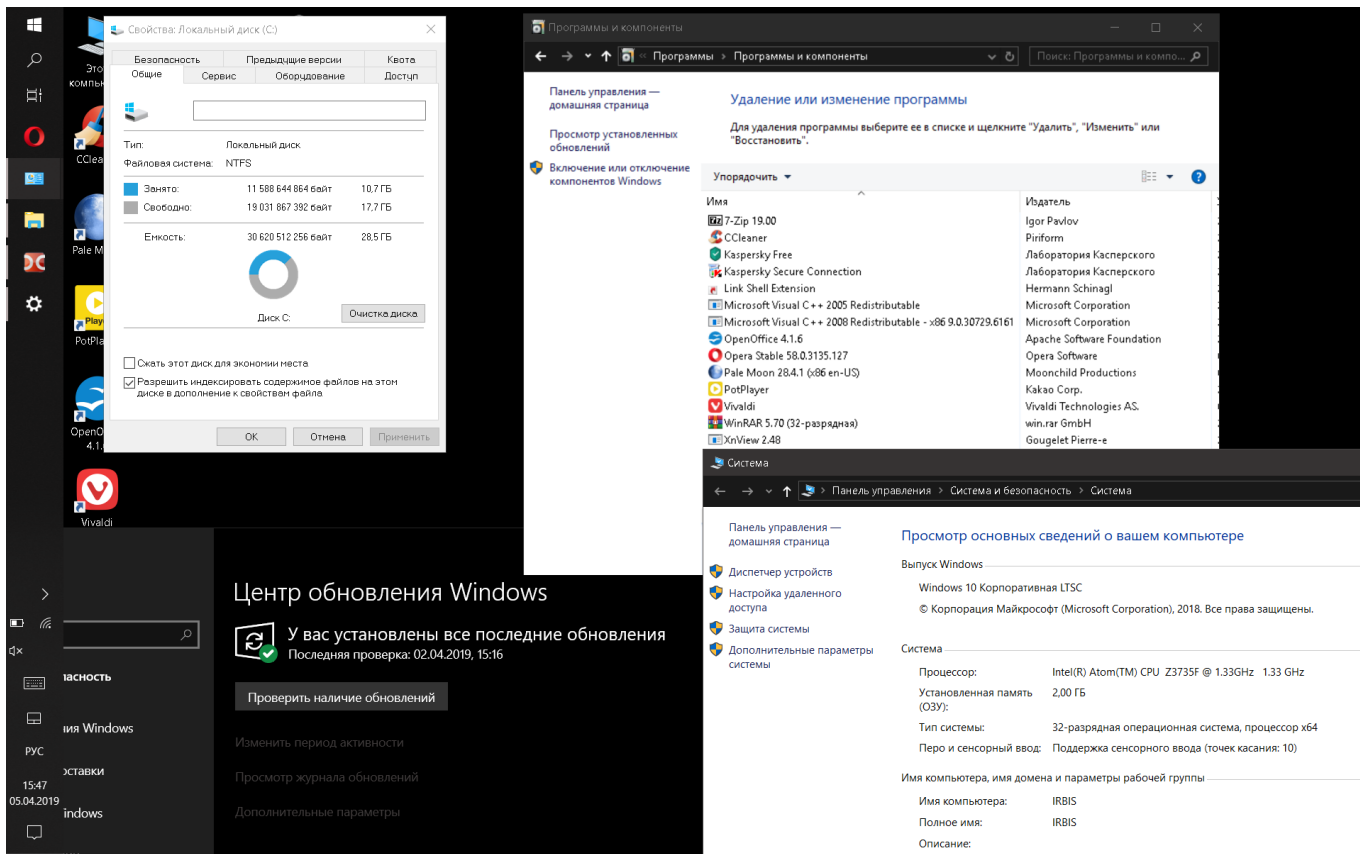 Это
компью
CClea
Pale M
Play
PotPla
OpenO
4.1.
Vivaldi
РУС
15:47
05.04.2019
Свойства: Локальный диск (C:)
Безопасность Предыдущие версии Квота
Общие Сервис Оборудование Доступ
Тип: Локальный диск
Файловая система: NTFS
Занято: 11 588 644 864 байт 10,7 ГБ
Свободно: 19 031 867 392 байт 17,7 ГБ
Емкость: 30 620 512 256 байт 28,5 ГБ
Диск C:
Очистка диска
Сжать этот диск для экономии места
Разрешить индексировать содержимое файлов на этом
диске в дополнение к свойствам файла
ОК Отмена Применить
Программы и компоненты
« Программы › Программы и компоненты
Поиск: Программы и компо...
Панель управления —
домашняя страница
Просмотр установленных
обновлений
Включение или отключение
компонентов Windows
Удаление или изменение программы
Для удаления программы выберите ее в списке и щелкните "Удалить", "Изменить" или
"Восстановить".
Упорядочить
Имя Издатель
7-Zip 19.00 Igor Pavlov
CCleaner Piriform
Kaspersky Free Лаборатория Касперского
Kaspersky Secure Connection Лаборатория Касперского
Link Shell Extension Hermann Schinagl
Microsoft Visual C++ 2005 Redistributable Microsoft Corporation
Microsoft Visual C++ 2008 Redistributable - x86 9.0.30729.6161 Microsoft Corporation
OpenOffice 4.1.6 Apache Software Foundation
Opera Stable 58.0.3135.127 Opera Software
Pale Moon 28.4.1 (x86 en-US) Moonchild Productions
PotPlayer Kakao Corp.
Vivaldi Vivaldi Technologies AS.
WinRAR 5.70 (32-разрядная) win.rar GmbH
XnView 2.48 Gougelet Pierre-e
асность
ия Windows
оставки
indows
Центр обновления Windows
У вас установлены все последние обновления
Последняя проверка: 02.04.2019, 15:16
Проверить наличие обновлений
Изменить период активности
Просмотр журнала обновлений
Дополнительные параметры
Система
› Панель управления › Система и безопасность › Система
Панель управления —
домашняя страница
Диспетчер устройств
Настройка удаленного
доступа
Защита системы
Дополнительные параметры
системы
Просмотр основных сведений о вашем компьютере
Выпуск Windows
Windows 10 Корпоративная LTSC
© Корпорация Майкрософт (Microsoft Corporation), 2018. Все права защищены.
Система
Процессор: Intel(R) Atom(TM) CPU Z3735F @ 1.33GHz 1.33 GHz
Установленная память 2,00 ГБ
(ОЗУ):
Тип системы: 32-разрядная операционная система, процессор x64
Перо и сенсорный ввод: Поддержка сенсорного ввода (точек касания: 10)
Имя компьютера, имя домена и параметры рабочей группы
Имя компьютера: IRBIS
Полное имя: IRBIS
Описание: